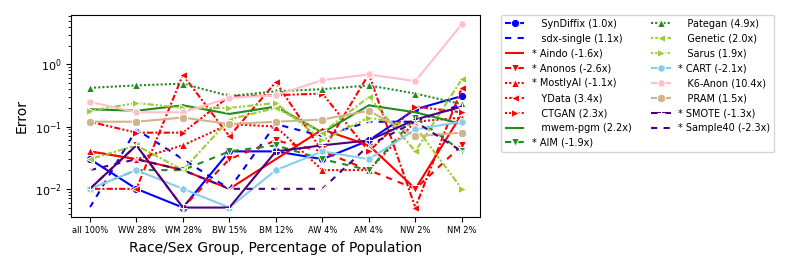 Error
10⁰
10⁻¹
10⁻²
all 100%
WW 28%
WM 28%
BW 15%
BM 12%
AW 4%
AM 4%
NW 2%
NM 2%
Race/Sex Group, Percentage of Population
SynDiffix (1.0x)
sdx-single (1.1x)
* Aindo (-1.6x)
* Anonos (-2.6x)
* MostlyAI (-1.1x)
YData (3.4x)
CTGAN (2.3x)
mwem-pgm (2.2x)
* AIM (-1.9x)
Pategan (4.9x)
Genetic (2.0x)
Sarus (1.9x)
* CART (-2.1x)
K6-Anon (10.4x)
PRAM (1.5x)
* SMOTE (-1.3x)
* Sample40 (-2.3x)